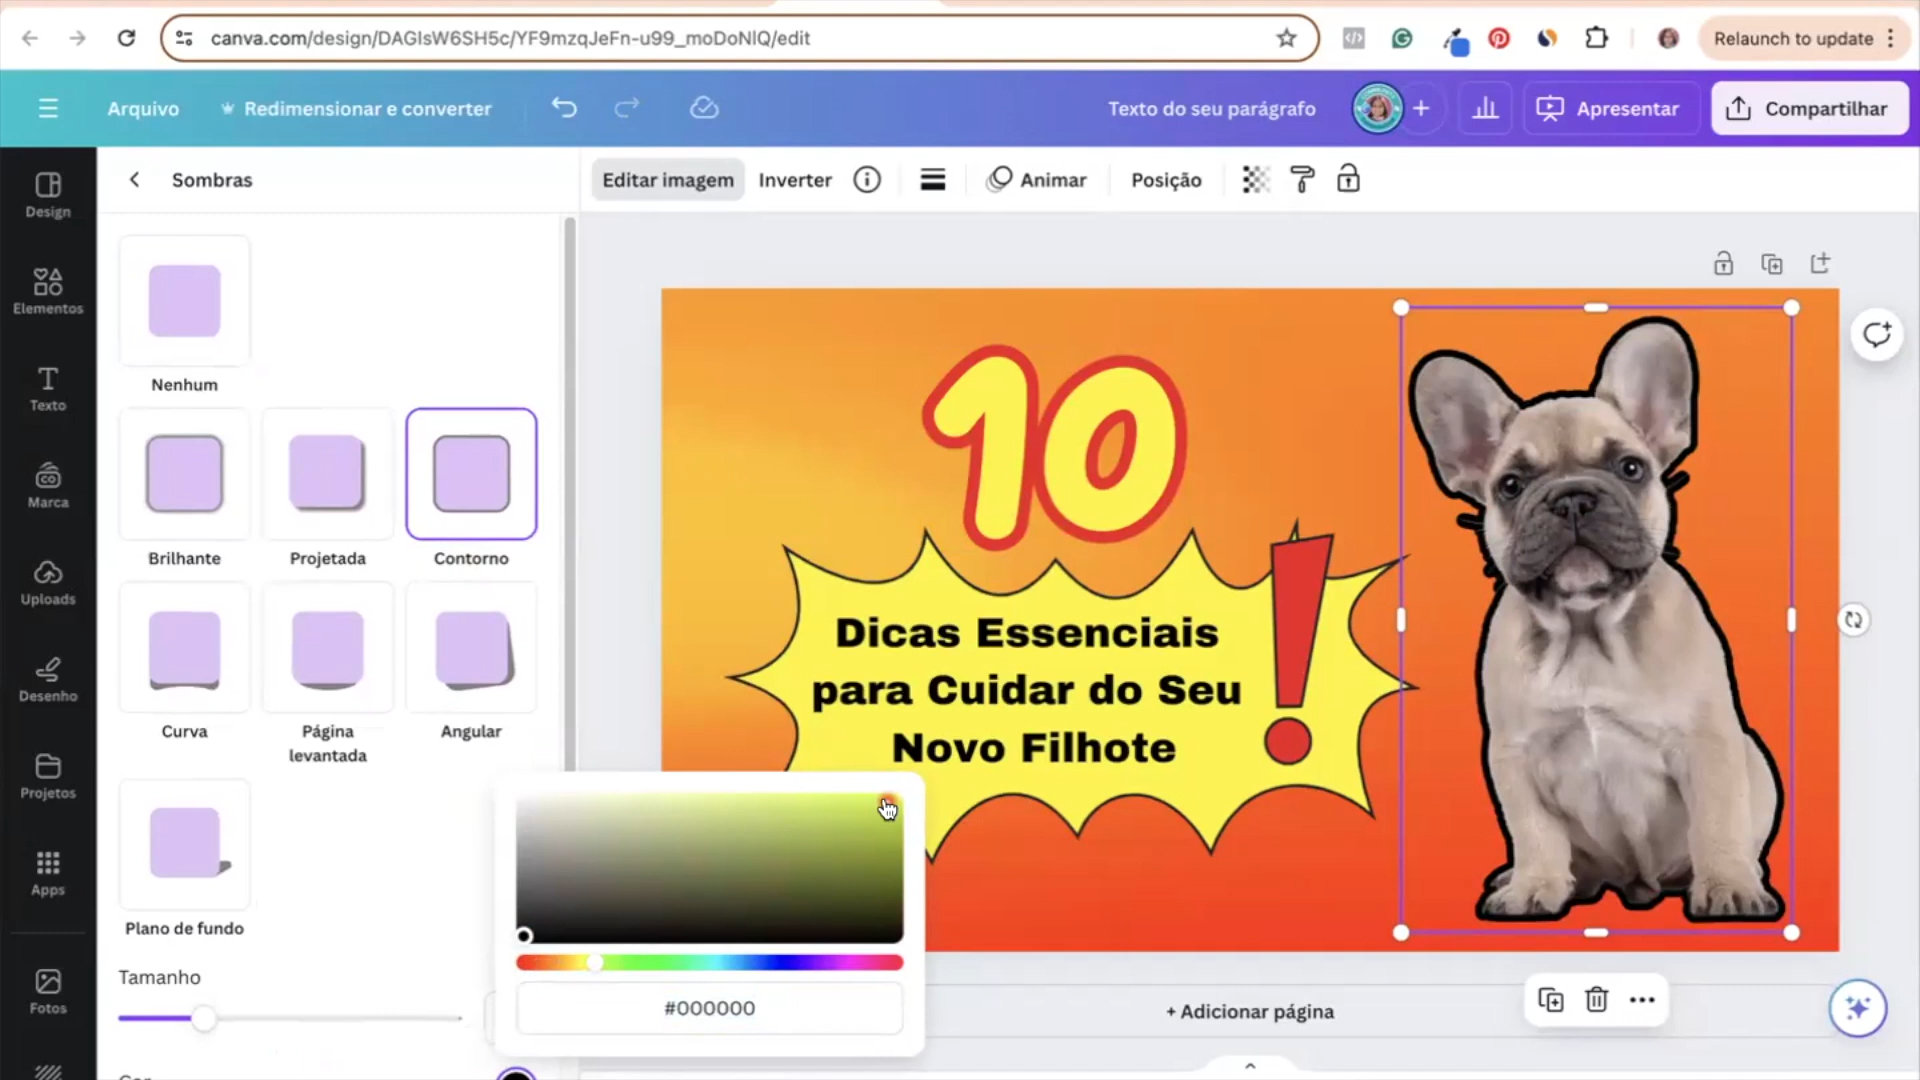 canva.com/design/DAGIsW6SH5c/YF9mzqJeFn-u99_moDoNlQ/edit
Relaunch to update
Arquivo
Redimensionar e converter
Texto do seu parágrafo
Apresentar
Compartilhar
Design
Elementos
Texto
Marca
Uploads
Desenho
Projetos
Apps
Fotos
Sombras
Nenhum
Brilhante
Projetada
Contorno
Curva
Página
levantada
Angular
Plano de fundo
Tamanho
Editar imagem
Inverter
Animar
Posição
10
Dicas Essenciais
para Cuidar do Seu
Novo Filhote
!
#000000
+ Adicionar página